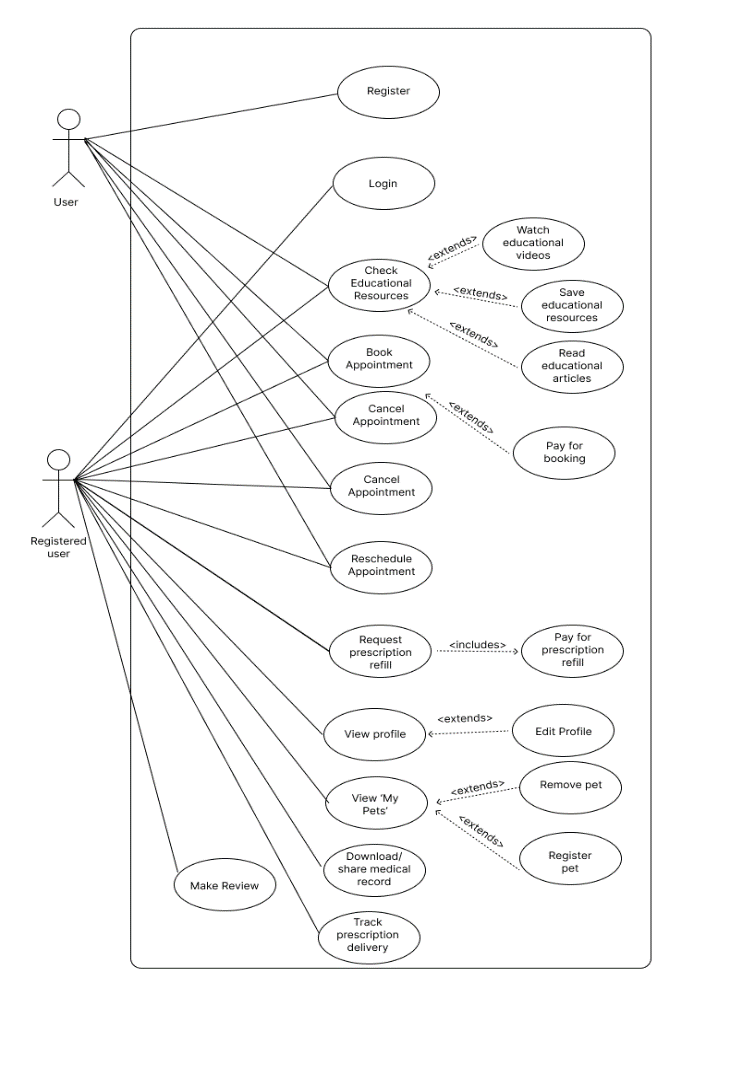 Register
User
Login
Watch
educational
videos
<extends>
Check
Educational
Resources
<extends>
Save
educational
resources
<extends>
Read
educational
articles
Book
Appointment
Cancel
Appointment
<extends>
Pay for
booking
Registered
user
Cancel
Appointment
Reschedule
Appointment
Request
prescription
refill
<includes>
Pay for
prescription
refill
View profile
<extends>
Edit Profile
View ‘My
Pets’
<extends>
Remove pet
<extends>
Register
pet
Download/
share medical
record
Make Review
Track
prescription
delivery